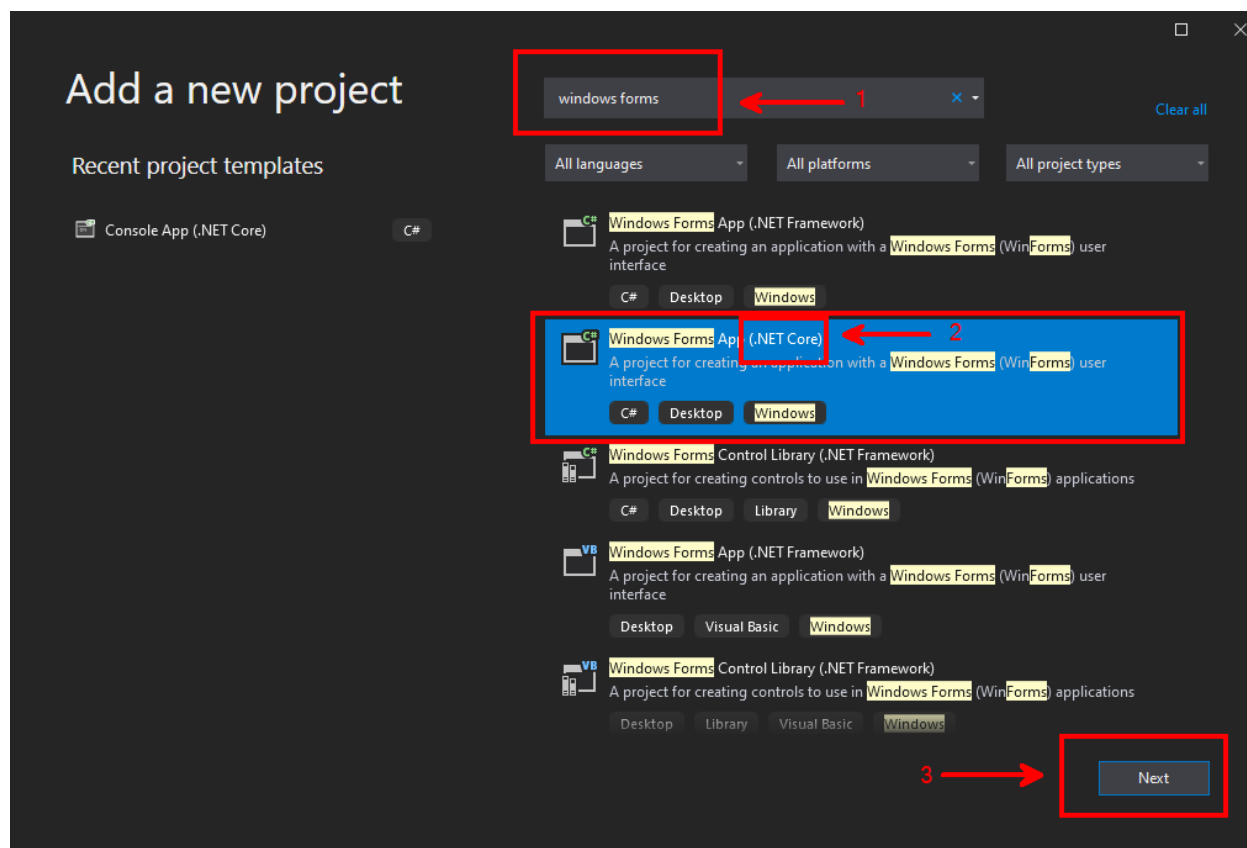 Add a new project
windows forms
1
Clear all
Recent project templates
All languages
All platforms
All project types
Console App (.NET Core)
C#
C#
Windows Forms App (.NET Framework)
A project for creating an application with a Windows Forms (WinForms) user
interface
C# Desktop Windows
C#
Windows Forms App (.NET Core)
2
A project for creating an application with a Windows Forms (WinForms) user
interface
C# Desktop Windows
C#
Windows Forms Control Library (.NET Framework)
A project for creating controls to use in Windows Forms (WinForms) applications
C# Desktop Library Windows
VB
Windows Forms App (.NET Framework)
A project for creating an application with a Windows Forms (WinForms) user
interface
Desktop Visual Basic Windows
VB
Windows Forms Control Library (.NET Framework)
A project for creating controls to use in Windows Forms (WinForms) applications
Desktop Library Visual Basic Windows
3
Next